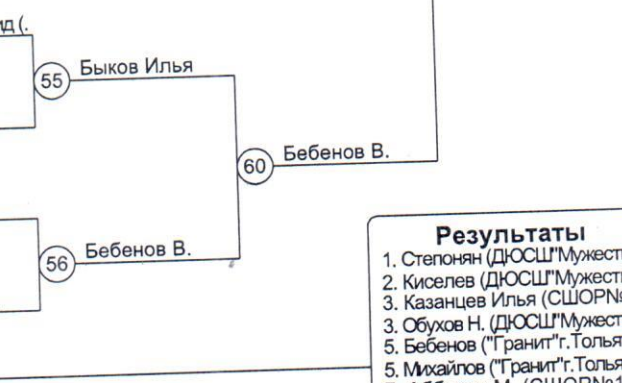 55 Быков Илья
60 Бебенов В.
56 Бебенов В.
Результаты
1. Степонян (ДЮСШ"Мужест
2. Киселев (ДЮСШ"Мужест
3. Казанцев Илья (СШОР№
3. Обухов Н. (ДЮСШ"Мужест
5. Бебенов ("Гранит"г.Толья
5. Михайлов ("Гранит"г.Толья